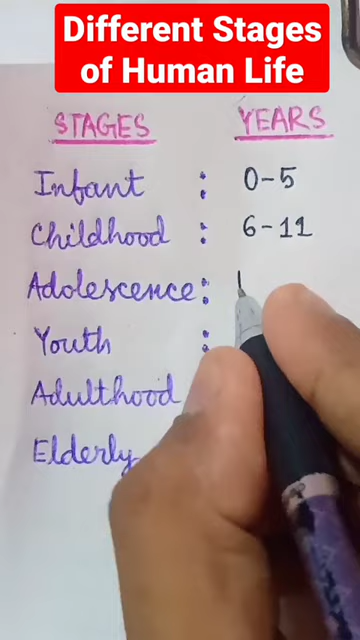 Different Stages
of Human Life
STAGES YEARS
Infant : 0-5
Childhood : 6-11
Adolescence :
Youth :
Adulthood
Elderly